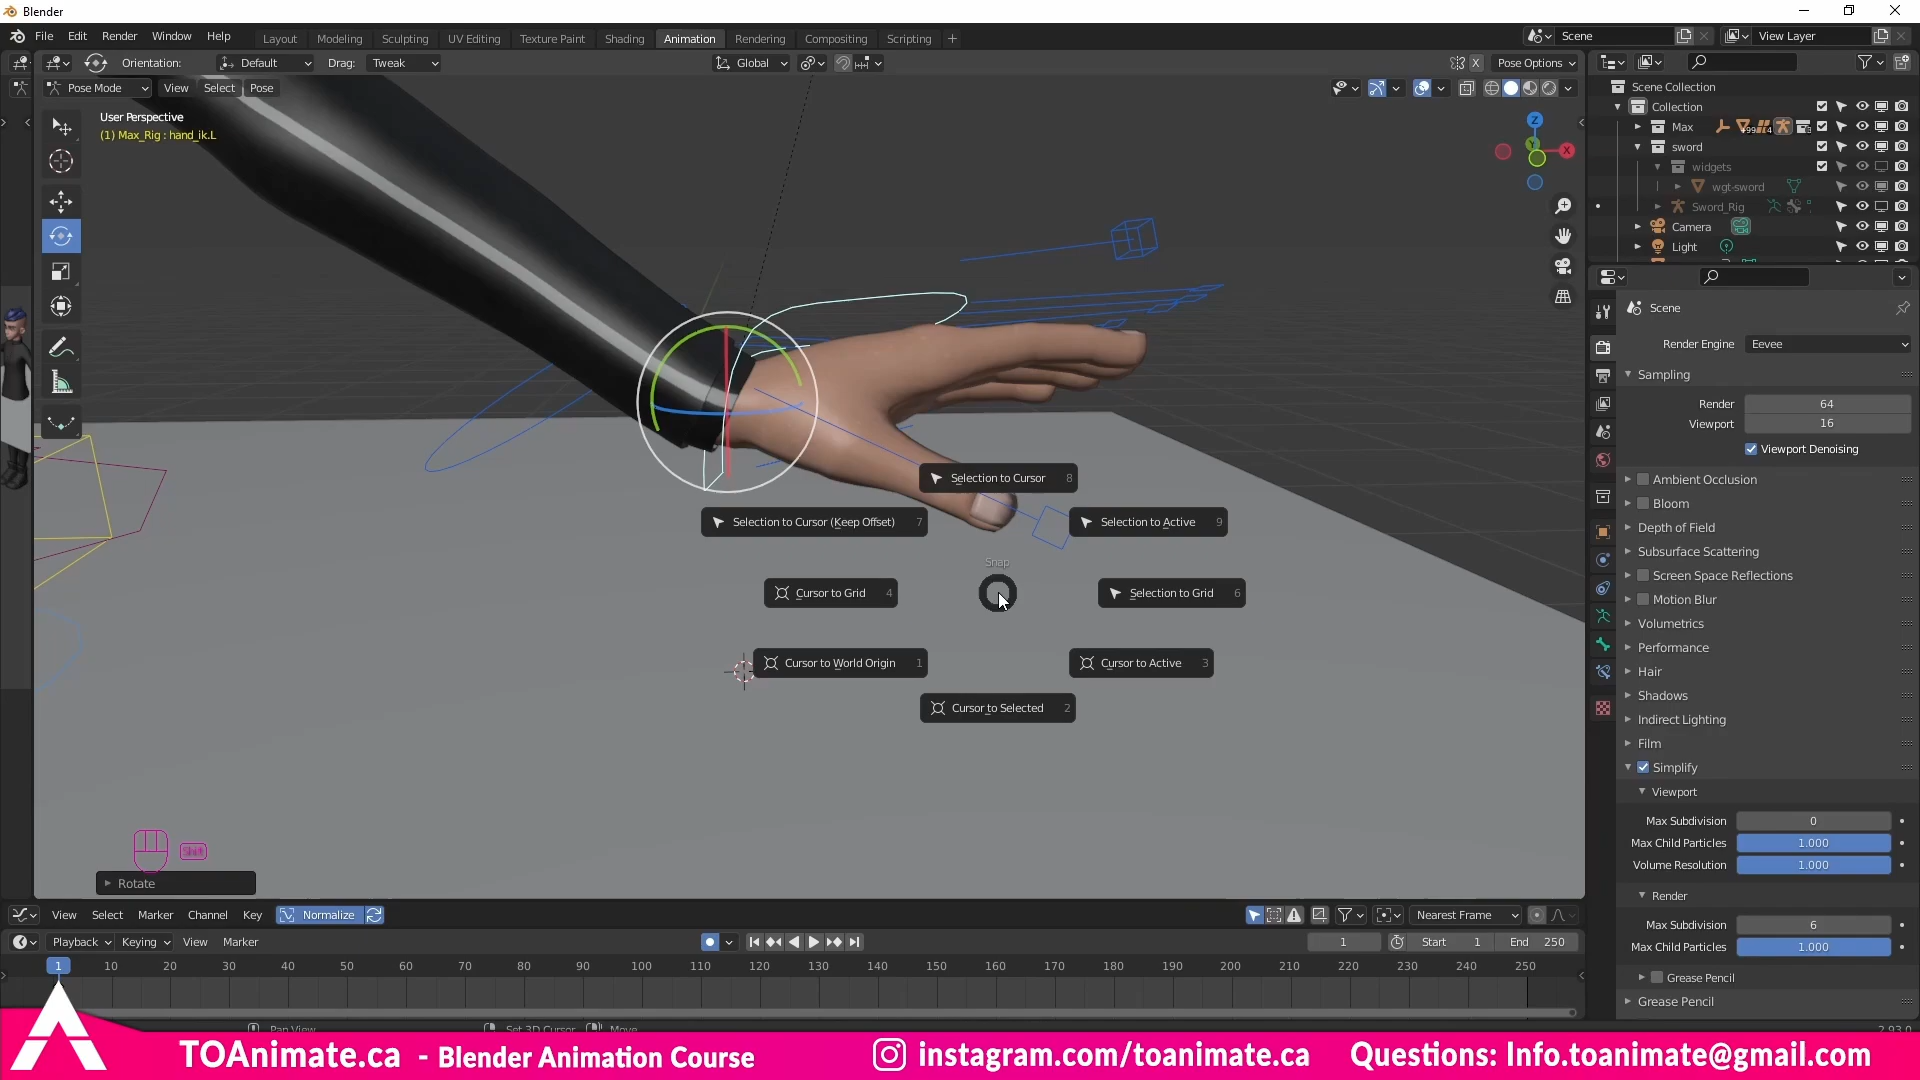 Blender
File Edit Render Window Help
Layout Modeling Sculpting UV Editing Texture Paint Shading Animation Rendering Compositing Scripting +
Scene
View Layer
Orientation: Default Drag: Tweak
Global
X Pose Options
Pose Mode View Select Pose
User Perspective
(1) Max_Rig : hand_ik.L
Z
Y
X
Selection to Cursor 8
Selection to Cursor (Keep Offset) 7
Selection to Active 9
Snap
Cursor to Grid 4
Selection to Grid 6
Cursor to World Origin 1
Cursor to Active 3
Cursor to Selected 2
Shift
Rotate
Scene Collection
Collection
Max
sword
widgets
wgt-sword
Sword_Rig
Camera
Light
Scene
Render Engine Eevee
Sampling
Render 64
Viewport 16
Viewport Denoising
Ambient Occlusion
Bloom
Depth of Field
Subsurface Scattering
Screen Space Reflections
Motion Blur
Volumetrics
Performance
Hair
Shadows
Indirect Lighting
Film
Simplify
Viewport
Max Subdivision 0
Max Child Particles 1.000
Volume Resolution 1.000
Render
Max Subdivision 6
Max Child Particles 1.000
Grease Pencil
Grease Pencil
View Select Marker Channel Key Normalize
Nearest Frame
Playback Keying View Marker
1 Start 1 End 250
1 10 20 30 40 50 60 70 80 90 100 110 120 130 140 150 160 170 180 190 200 210 220 230 240 250
Pan View Set 3D Cursor Move
2.93.0
TOAnimate.ca - Blender Animation Course
instagram.com/toanimate.ca
Questions: Info.toanimate@gmail.com